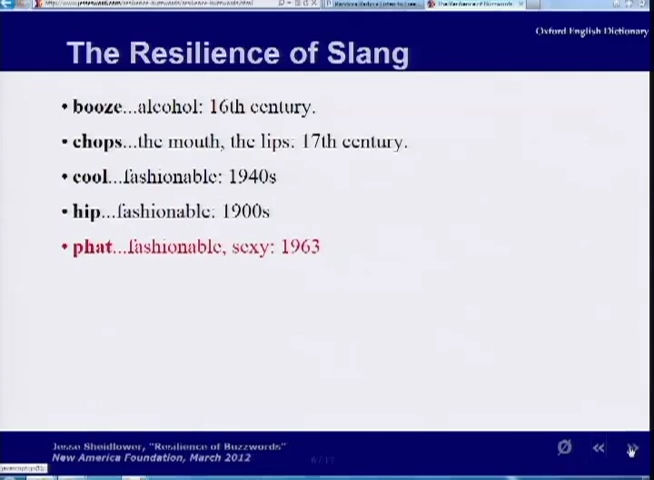 Oxford English Dictionary
The Resilience of Slang
• booze...alcohol: 16th century.
• chops...the mouth, the lips: 17th century.
• cool...fashionable: 1940s
• hip...fashionable: 1900s
• phat...fashionable, sexy: 1963
Jesse Sheidlower, "Resilience of Buzzwords"
New America Foundation, March 2012